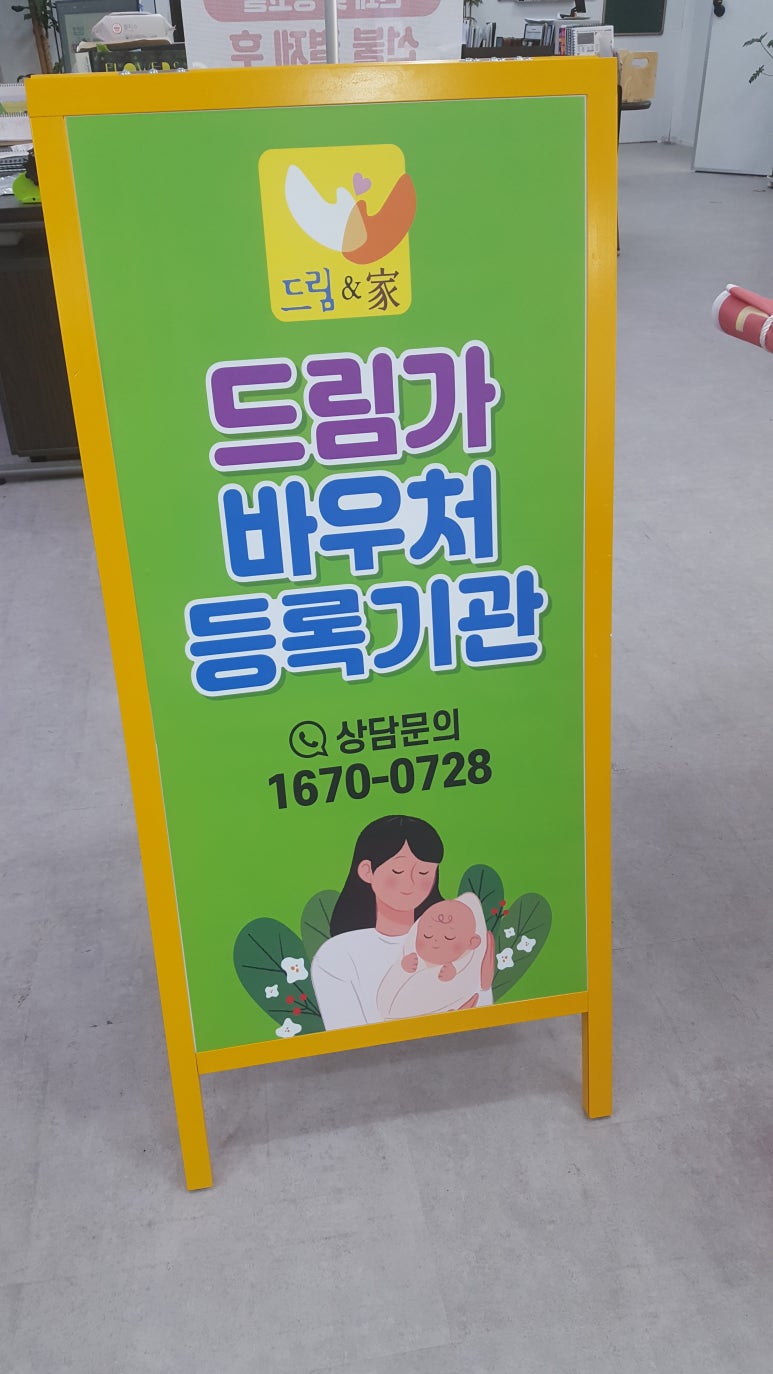 FLOWER
드림&家
드림가
바우처
등록기관
상담문의
1670-0728